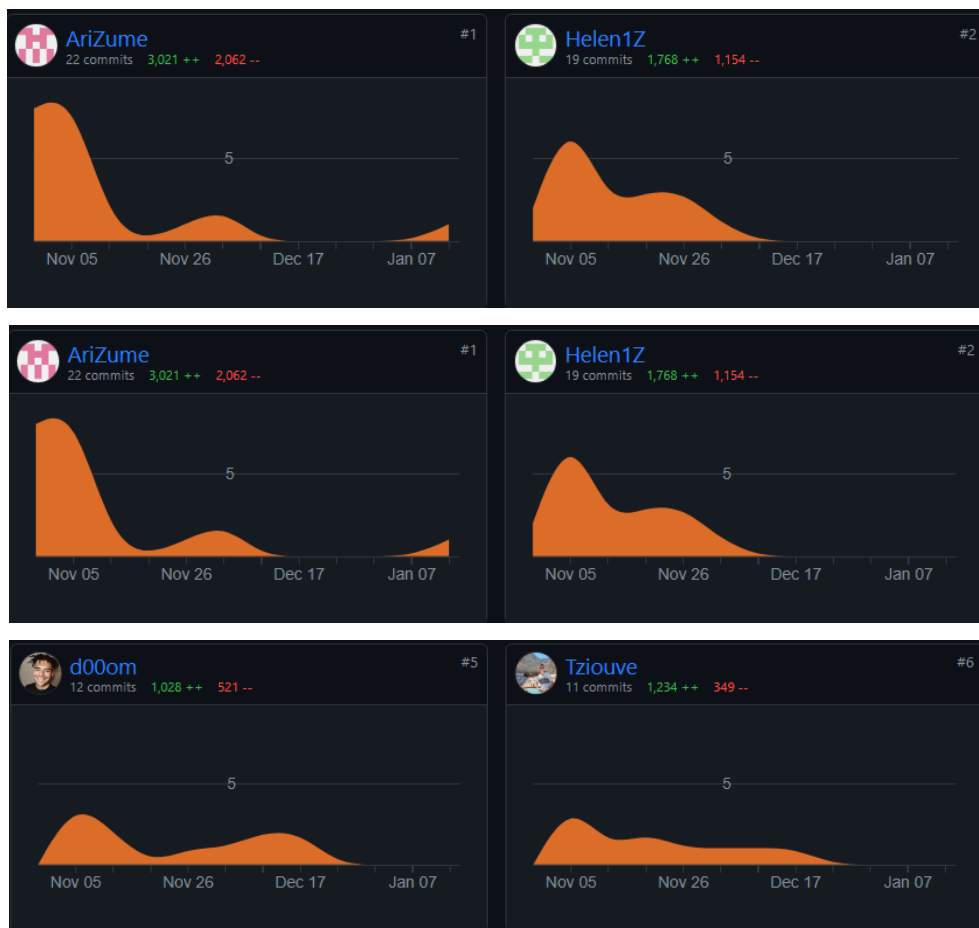 AriZume #1
22 commits 3,021 ++ 2,062 --
5
Nov 05 Nov 26 Dec 17 Jan 07
Helen1Z #2
19 commits 1,768 ++ 1,154 --
5
Nov 05 Nov 26 Dec 17 Jan 07
AriZume #1
22 commits 3,021 ++ 2,062 --
5
Nov 05 Nov 26 Dec 17 Jan 07
Helen1Z #2
19 commits 1,768 ++ 1,154 --
5
Nov 05 Nov 26 Dec 17 Jan 07
d00om #5
12 commits 1,028 ++ 521 --
5
Nov 05 Nov 26 Dec 17 Jan 07
Tziouve #6
11 commits 1,234 ++ 349 --
5
Nov 05 Nov 26 Dec 17 Jan 07